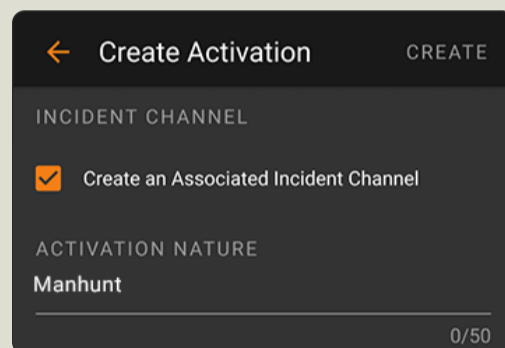 Create Activation CREATE
INCIDENT CHANNEL
Create an Associated Incident Channel
ACTIVATION NATURE
Manhunt
0/50